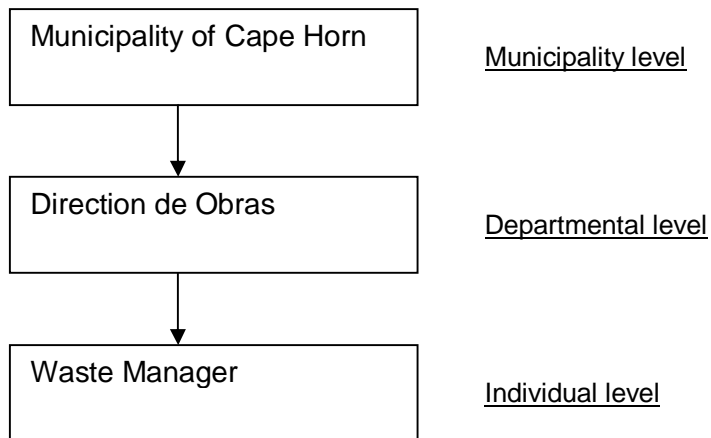 Municipality of Cape Horn
Municipality level
Direction de Obras
Departmental level
Waste Manager
Individual level